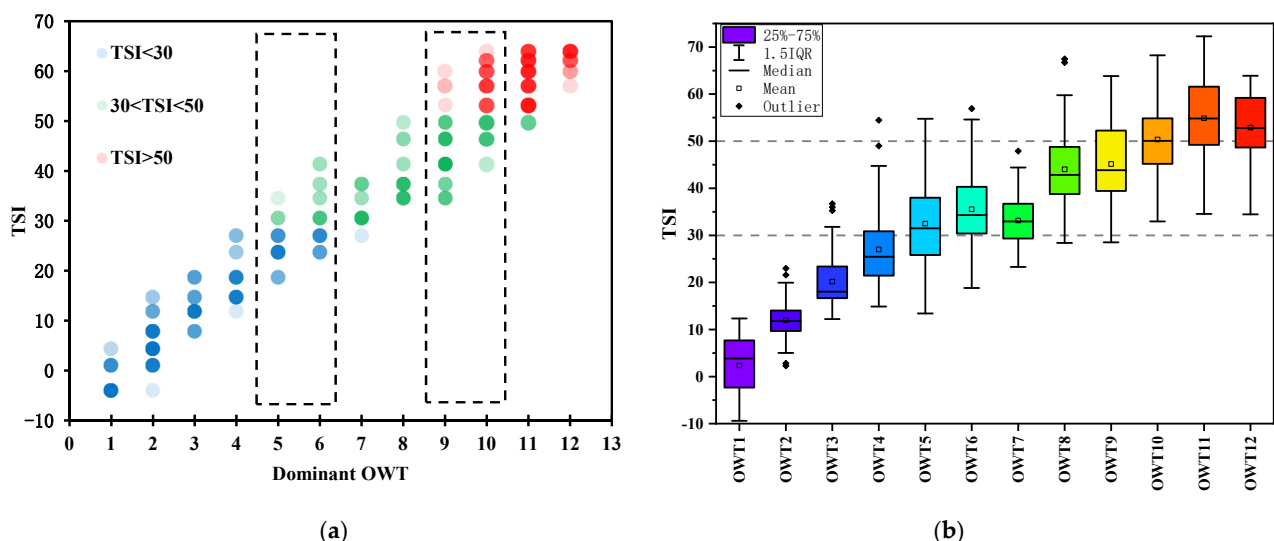 TSI
70
60
50
40
30
20
10
0
−10
TSI<30
30<TSI<50
TSI>50
0 1 2 3 4 5 6 7 8 9 10 11 12 13
Dominant OWT
(a)
TSI
70
60
50
40
30
20
10
0
-10
25%-75%
1.5IQR
Median
Mean
Outlier
OWT1 OWT2 OWT3 OWT4 OWT5 OWT6 OWT7 OWT8 OWT9 OWT10 OWT11 OWT12
(b)